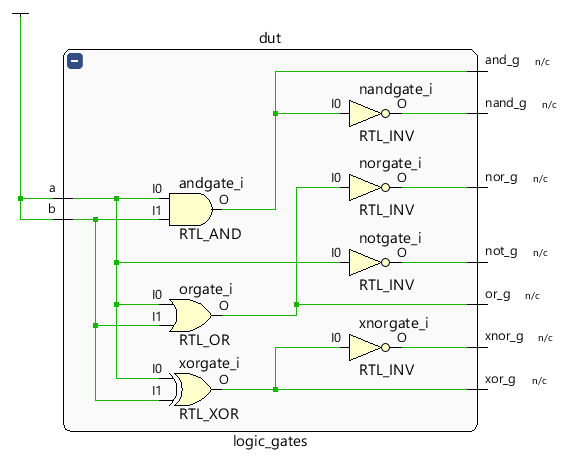 dut
and_g n/c
nandgate_i
I0 O
nand_g n/c
RTL_INV
norgate_i
I0 O
nor_g n/c
RTL_INV
a
b
andgate_i
I0
I1
O
RTL_AND
notgate_i
I0 O
not_g n/c
RTL_INV
orgate_i
I0
I1
O
RTL_OR
or_g n/c
xnorgate_i
I0 O
xnor_g n/c
RTL_INV
xorgate_i
I0
I1
O
RTL_XOR
xor_g n/c
logic_gates